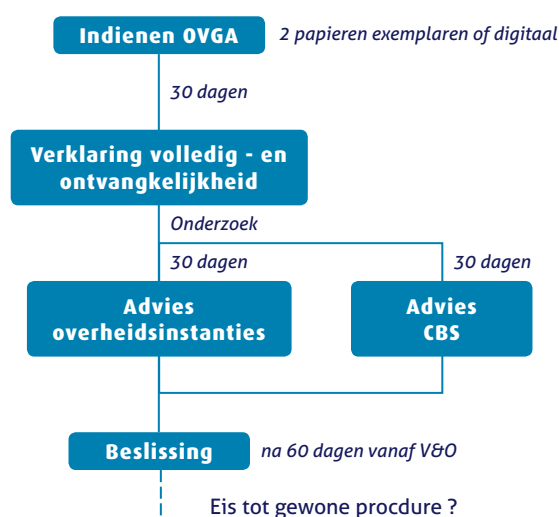 Indienen OVGA
2 papieren exemplaren of digitaal
30 dagen
Verklaring volledig - en
ontvangkelijkheid
Onderzoek
30 dagen
30 dagen
Advies
overheidsinstanties
Advies
CBS
Beslissing
na 60 dagen vanaf V&O
Eis tot gewone procdure ?